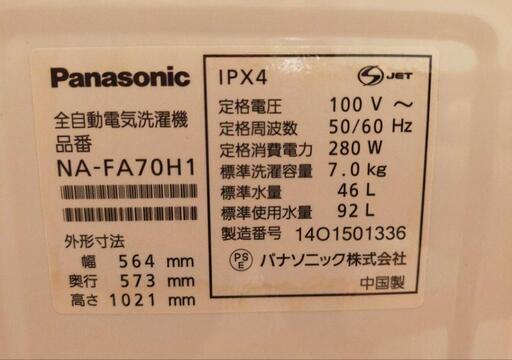 Panasonic
全自動電気洗濯機
品番
NA-FA70H1
外形寸法
幅 564 mm
奥行 573 mm
高さ 1021 mm
IPX4
S JET
定格電圧 100 V ～
定格周波数 50/60 Hz
定格消費電力 280 W
標準洗濯容量 7.0 kg
標準水量 46 L
標準使用水量 92 L
製造番号 14O1501336
PSE パナソニック株式会社
中国製